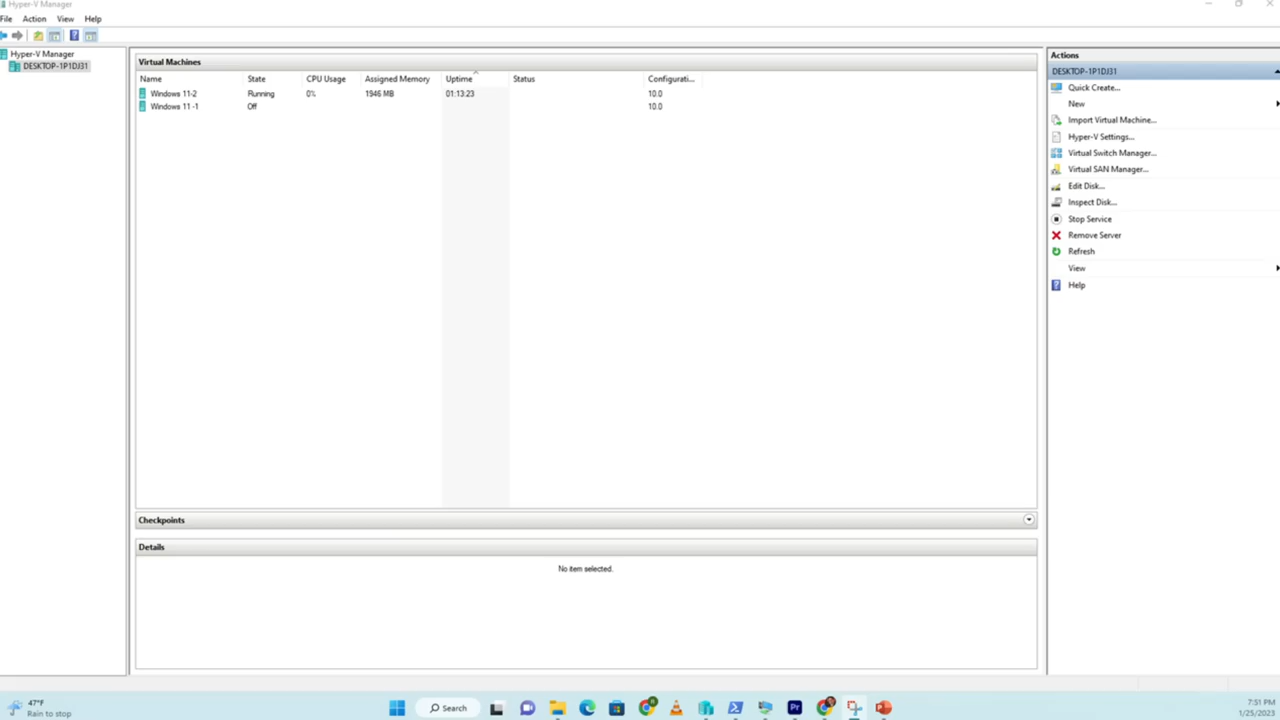 Hyper-V Manager
File Action View Help
Hyper-V Manager
DESKTOP-1P1DJ31
Virtual Machines
Name State CPU Usage Assigned Memory Uptime Status Configurati...
Windows 11-2 Running 0% 1946 MB 01:13:23 10.0
Windows 11 -1 Off 10.0
Checkpoints
Details
No item selected.
Actions
DESKTOP-1P1DJ31
Quick Create...
New
Import Virtual Machine...
Hyper-V Settings...
Virtual Switch Manager...
Virtual SAN Manager...
Edit Disk...
Inspect Disk...
Stop Service
Remove Server
Refresh
View
Help
47°F
Rain to stop
Search
Pr
7:51 PM
1/25/2023